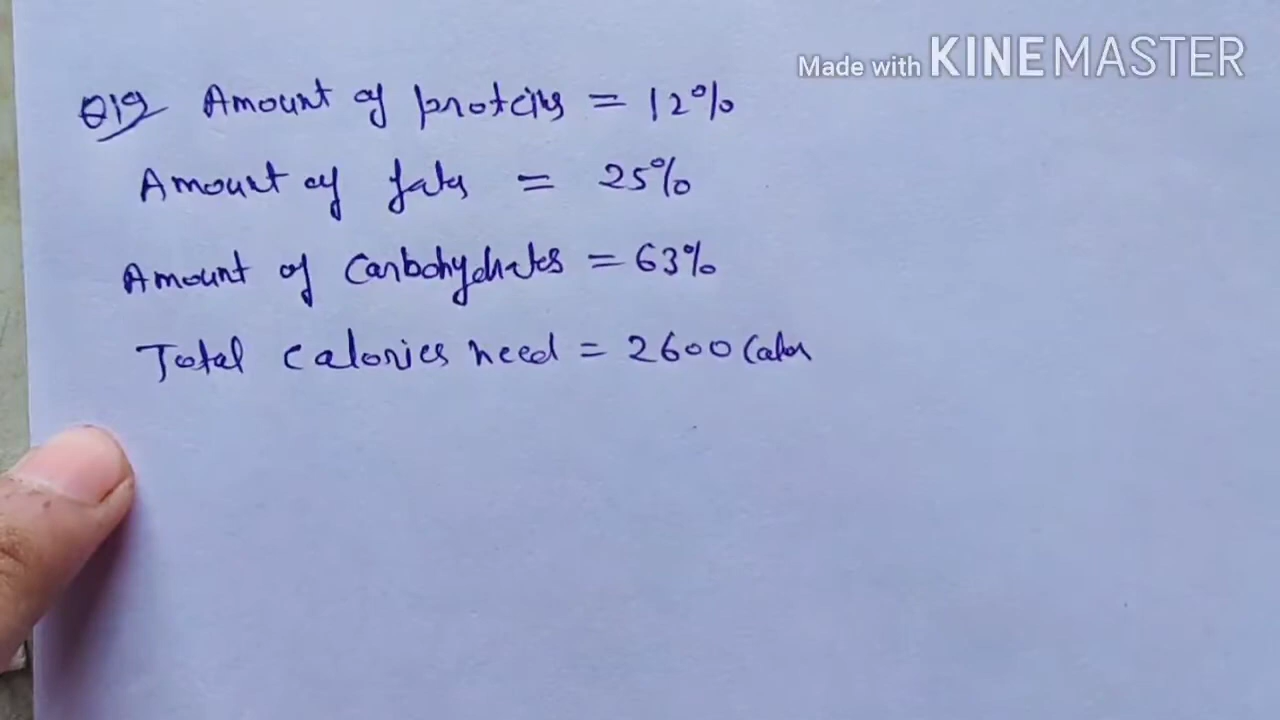 Made with KINEMASTER
Q19 Amount of proteins = 12%
Amount of fats = 25%
Amount of Carbohydrates = 63%
Total calories need = 2600 Calor